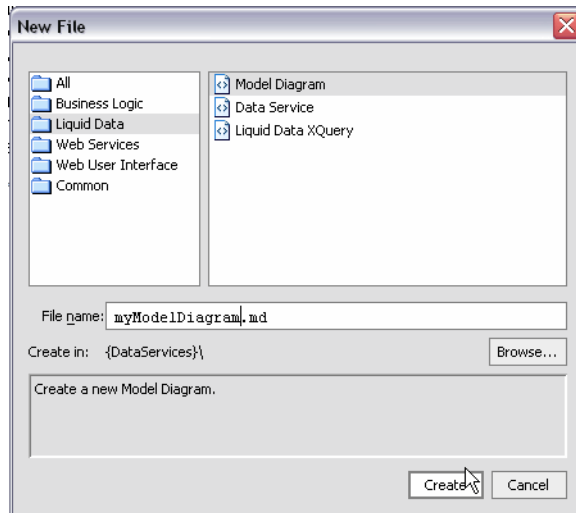 New File
All
Business Logic
Liquid Data
Web Services
Web User Interface
Common
Model Diagram
Data Service
Liquid Data XQuery
File name: myModelDiagram.md
Create in: {DataServices}\
Browse...
Create a new Model Diagram.
Create
Cancel